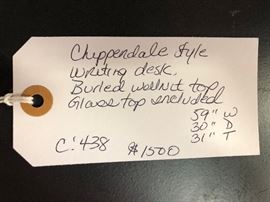 Chippendale Style
Writing desk.
Burled walnut top
Glass top included
59" W
30" D
31" T
C:438 $1500